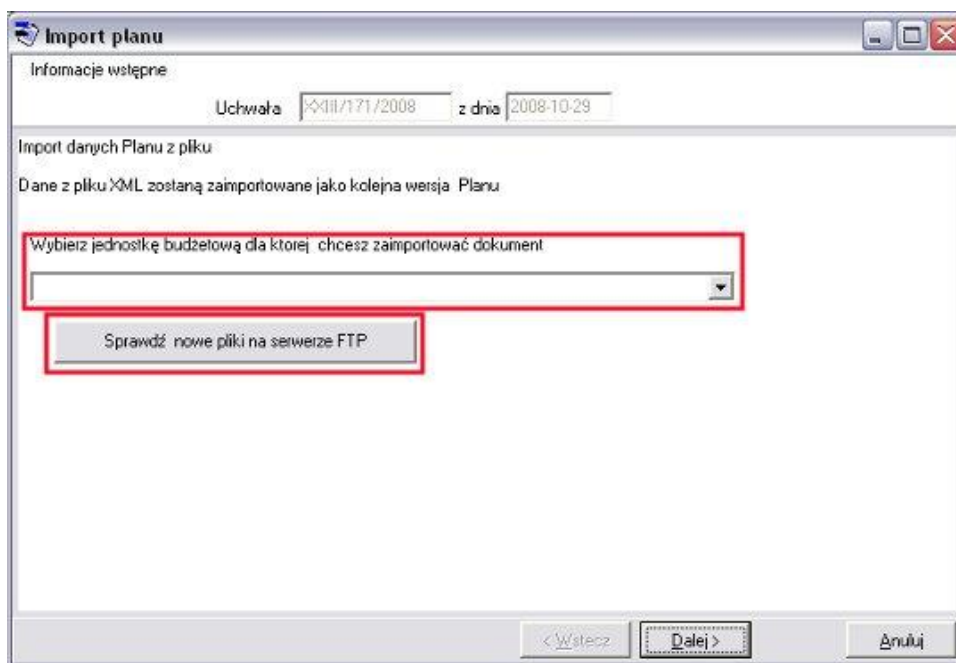 Import planu
Informacje wstępne
Uchwała XXIII/171/2008 z dnia 2008-10-29
Import danych Planu z pliku
Dane z pliku XML zostaną zaimportowane jako kolejna wersja Planu
Wybierz jednostkę budżetową dla ktorej chcesz zaimportować dokument
Sprawdź nowe pliki na serwerze FTP
< Wstecz Dalej > Anuluj